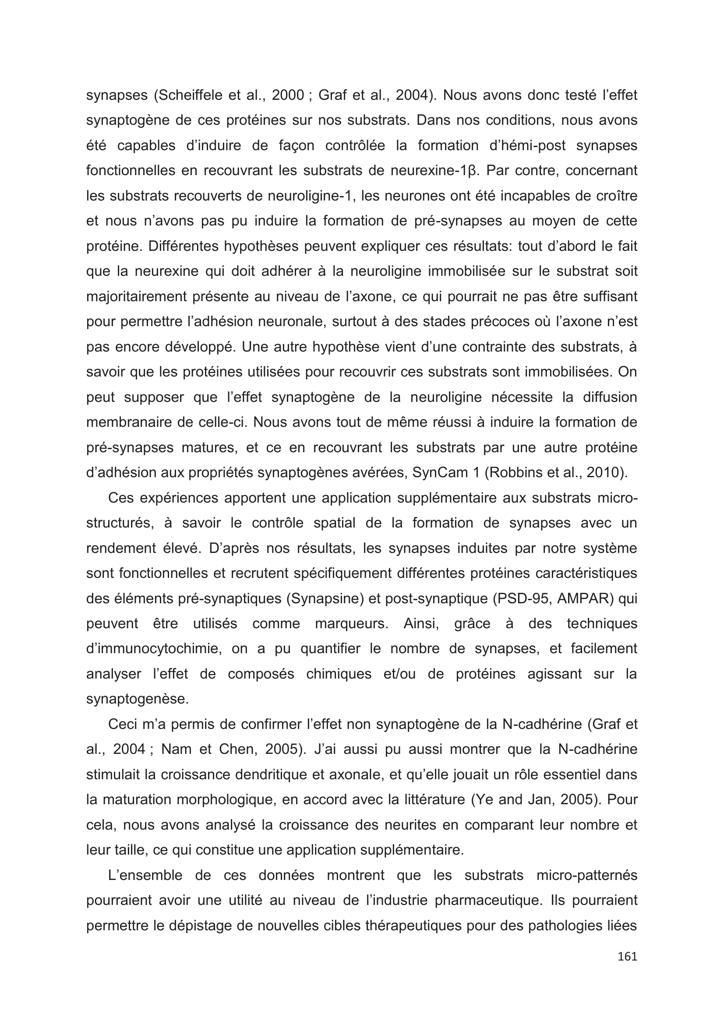 synapses (Scheiffele et al., 2000 ; Graf et al., 2004). Nous avons donc testé l’effet
synaptogène de ces protéines sur nos substrats. Dans nos conditions, nous avons
été capables d’induire de façon contrôlée la formation d’hémi-post synapses
fonctionnelles en recouvrant les substrats de neurexine-1β. Par contre, concernant
les substrats recouverts de neuroligine-1, les neurones ont été incapables de croître
et nous n’avons pas pu induire la formation de pré-synapses au moyen de cette
protéine. Différentes hypothèses peuvent expliquer ces résultats: tout d’abord le fait
que la neurexine qui doit adhérer à la neuroligine immobilisée sur le substrat soit
majoritairement présente au niveau de l’axone, ce qui pourrait ne pas être suffisant
pour permettre l’adhésion neuronale, surtout à des stades précoces où l’axone n’est
pas encore développé. Une autre hypothèse vient d’une contrainte des substrats, à
savoir que les protéines utilisées pour recouvrir ces substrats sont immobilisées. On
peut supposer que l’effet synaptogène de la neuroligine nécessite la diffusion
membranaire de celle-ci. Nous avons tout de même réussi à induire la formation de
pré-synapses matures, et ce en recouvrant les substrats par une autre protéine
d’adhésion aux propriétés synaptogènes avérées, SynCam 1 (Robbins et al., 2010).
Ces expériences apportent une application supplémentaire aux substrats micro-
structurés, à savoir le contrôle spatial de la formation de synapses avec un
rendement élevé. D’après nos résultats, les synapses induites par notre système
sont fonctionnelles et recrutent spécifiquement différentes protéines caractéristiques
des éléments pré-synaptiques (Synapsine) et post-synaptique (PSD-95, AMPAR) qui
peuvent être utilisés comme marqueurs. Ainsi, grâce à des techniques
d’immunocytochimie, on a pu quantifier le nombre de synapses, et facilement
analyser l’effet de composés chimiques et/ou de protéines agissant sur la
synaptogenèse.
Ceci m’a permis de confirmer l’effet non synaptogène de la N-cadhérine (Graf et
al., 2004 ; Nam et Chen, 2005). J’ai aussi pu aussi montrer que la N-cadhérine
stimulait la croissance dendritique et axonale, et qu’elle jouait un rôle essentiel dans
la maturation morphologique, en accord avec la littérature (Ye and Jan, 2005). Pour
cela, nous avons analysé la croissance des neurites en comparant leur nombre et
leur taille, ce qui constitue une application supplémentaire.
L’ensemble de ces données montrent que les substrats micro-patternés
pourraient avoir une utilité au niveau de l’industrie pharmaceutique. Ils pourraient
permettre le dépistage de nouvelles cibles thérapeutiques pour des pathologies liées
161